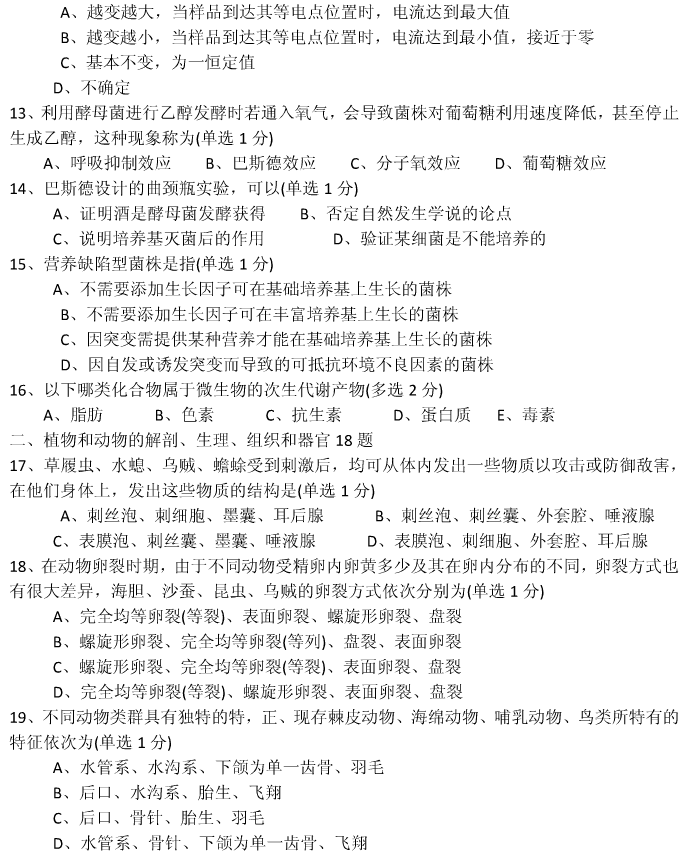 A、越变越大，当样品到达其等电点位置时，电流达到最大值
B、越变越小，当样品到达其等电点位置时，电流达到最小值，接近于零
C、基本不变，为一恒定值
D、不确定
13、利用酵母菌进行乙醇发酵时若通入氧气，会导致菌株对葡萄糖利用速度降低，甚至停止
生成乙醇，这种现象称为(单选 1 分)
A、呼吸抑制效应 B、巴斯德效应 C、分子氧效应 D、葡萄糖效应
14、巴斯德设计的曲颈瓶实验，可以(单选 1 分)
A、证明酒是酵母菌发酵获得 B、否定自然发生学说的论点
C、说明培养基灭菌后的作用 D、验证某细菌是不能培养的
15、营养缺陷型菌株是指(单选 1 分)
A、不需要添加生长因子可在基础培养基上生长的菌株
B、不需要添加生长因子可在丰富培养基上生长的菌株
C、因突变需提供某种营养才能在基础培养基上生长的菌株
D、因自发或诱发突变而导致的可抵抗环境不良因素的菌株
16、以下哪类化合物属于微生物的次生代谢产物(多选 2 分)
A、脂肪 B、色素 C、抗生素 D、蛋白质 E、毒素
二、植物和动物的解剖、生理、组织和器官 18 题
17、草履虫、水螅、乌贼、蟾蜍受到刺激后，均可从体内发出一些物质以攻击或防御敌害，
在他们身体上，发出这些物质的结构是(单选 1 分)
A、刺丝泡、刺细胞、墨囊、耳后腺 B、刺丝泡、刺丝囊、外套腔、唾液腺
C、表膜泡、刺丝囊、墨囊、唾液腺 D、表膜泡、刺细胞、外套腔、耳后腺
18、在动物卵裂时期，由于不同动物受精卵内卵黄多少及其在卵内分布的不同，卵裂方式也
有很大差异，海胆、沙蚕、昆虫、乌贼的卵裂方式依次分别为(单选 1 分)
A、完全均等卵裂(等裂)、表面卵裂、螺旋形卵裂、盘裂
B、螺旋形卵裂、完全均等卵裂(等列)、盘裂、表面卵裂
C、螺旋形卵裂、完全均等卵裂(等裂)、表面卵裂、盘裂
D、完全均等卵裂(等裂)、螺旋形卵裂、表面卵裂、盘裂
19、不同动物类群具有独特的特，正、现存棘皮动物、海绵动物、哺乳动物、鸟类所特有的
特征依次为(单选 1 分)
A、水管系、水沟系、下颌为单一齿骨、羽毛
B、后口、水沟系、胎生、飞翔
C、后口、骨针、胎生、羽毛
D、水管系、骨针、下颌为单一齿骨、飞翔